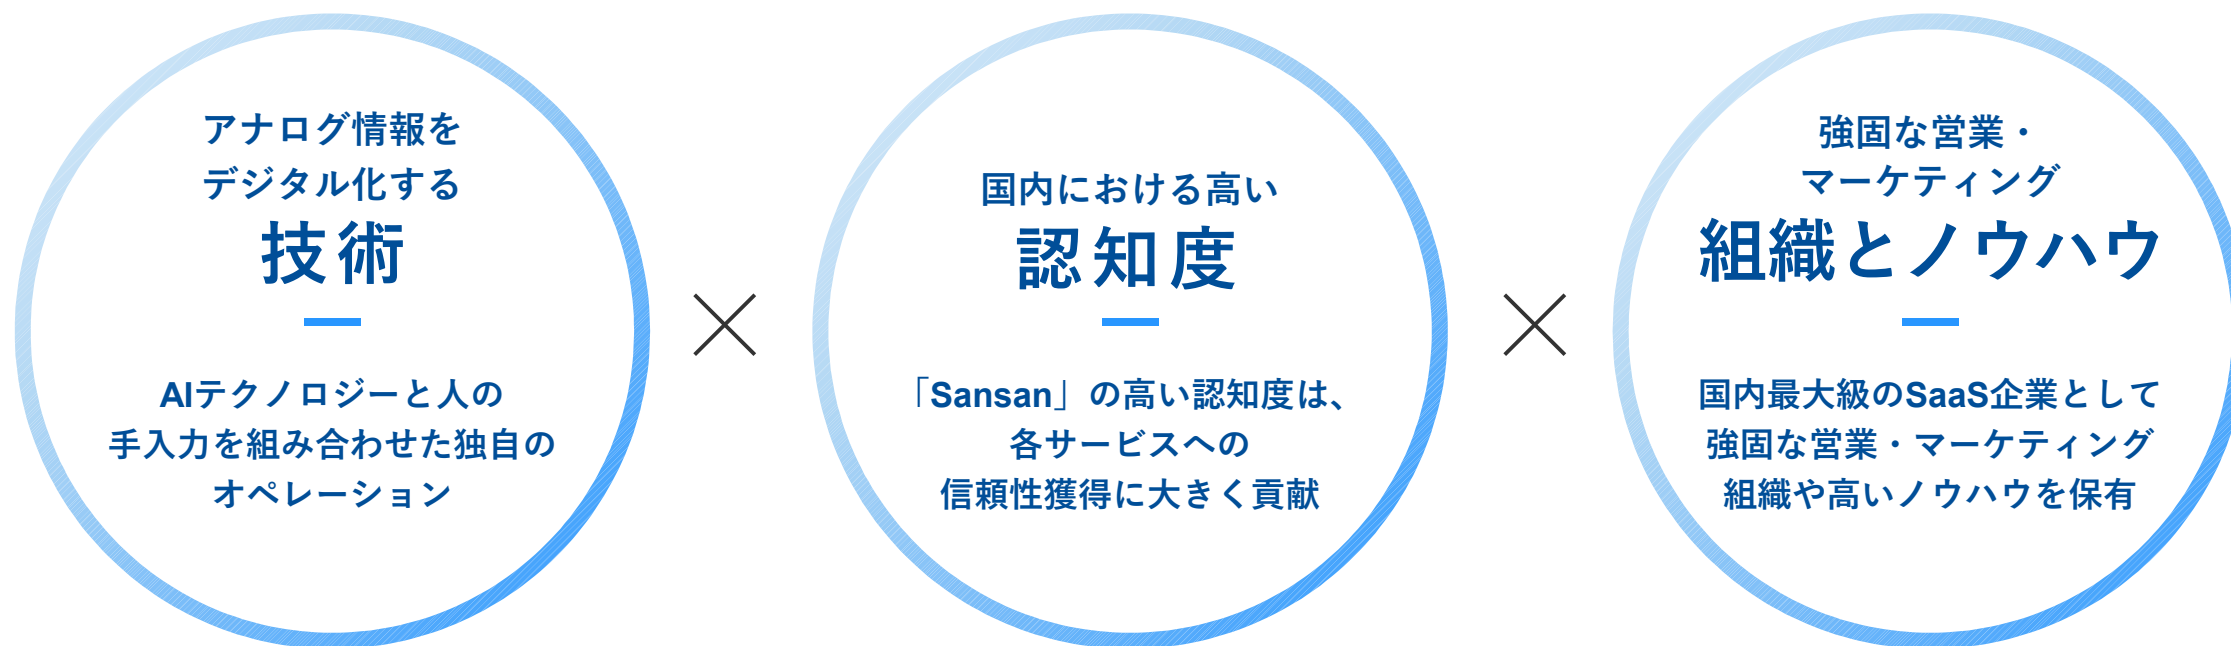 アナログ情報を
デジタル化する
技術
AIテクノロジーと人の
手入力を組み合わせた独自の
オペレーション
×
国内における高い
認知度
「Sansan」の高い認知度は、
各サービスへの
信頼性獲得に大きく貢献
×
強固な営業・
マーケティング
組織とノウハウ
国内最大級のSaaS企業として
強固な営業・マーケティング
組織や高いノウハウを保有